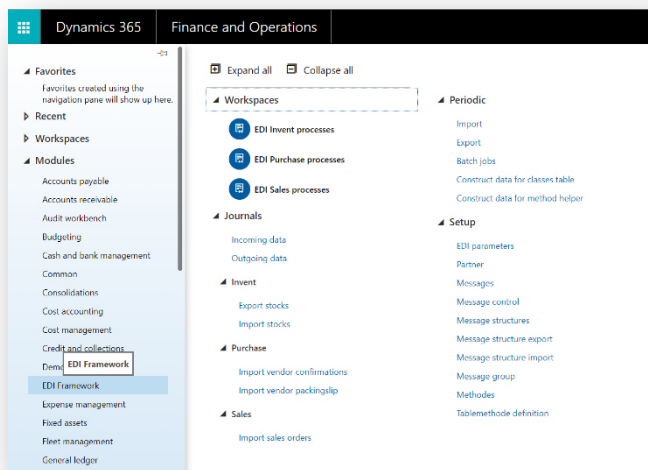 Dynamics 365
Finance and Operations
Favorites
Favorites created using the
navigation pane will show up here.
Recent
Workspaces
Modules
Accounts payable
Accounts receivable
Audit workbench
Budgeting
Cash and bank management
Common
Consolidations
Cost accounting
Cost management
Credit and collections
EDI Framework
EDI Framework
Expense management
Fixed assets
Fleet management
General ledger
Expand all
Collapse all
Workspaces
EDI Invent processes
EDI Purchase processes
EDI Sales processes
Journals
Incoming data
Outgoing data
Invent
Export stocks
Import stocks
Purchase
Import vendor confirmations
Import vendor packingslip
Sales
Import sales orders
Periodic
Import
Export
Batch jobs
Construct data for classes table
Construct data for method helper
Setup
EDI parameters
Partner
Messages
Message control
Message structures
Message structure export
Message structure import
Message group
Methodes
Tablemethode definition